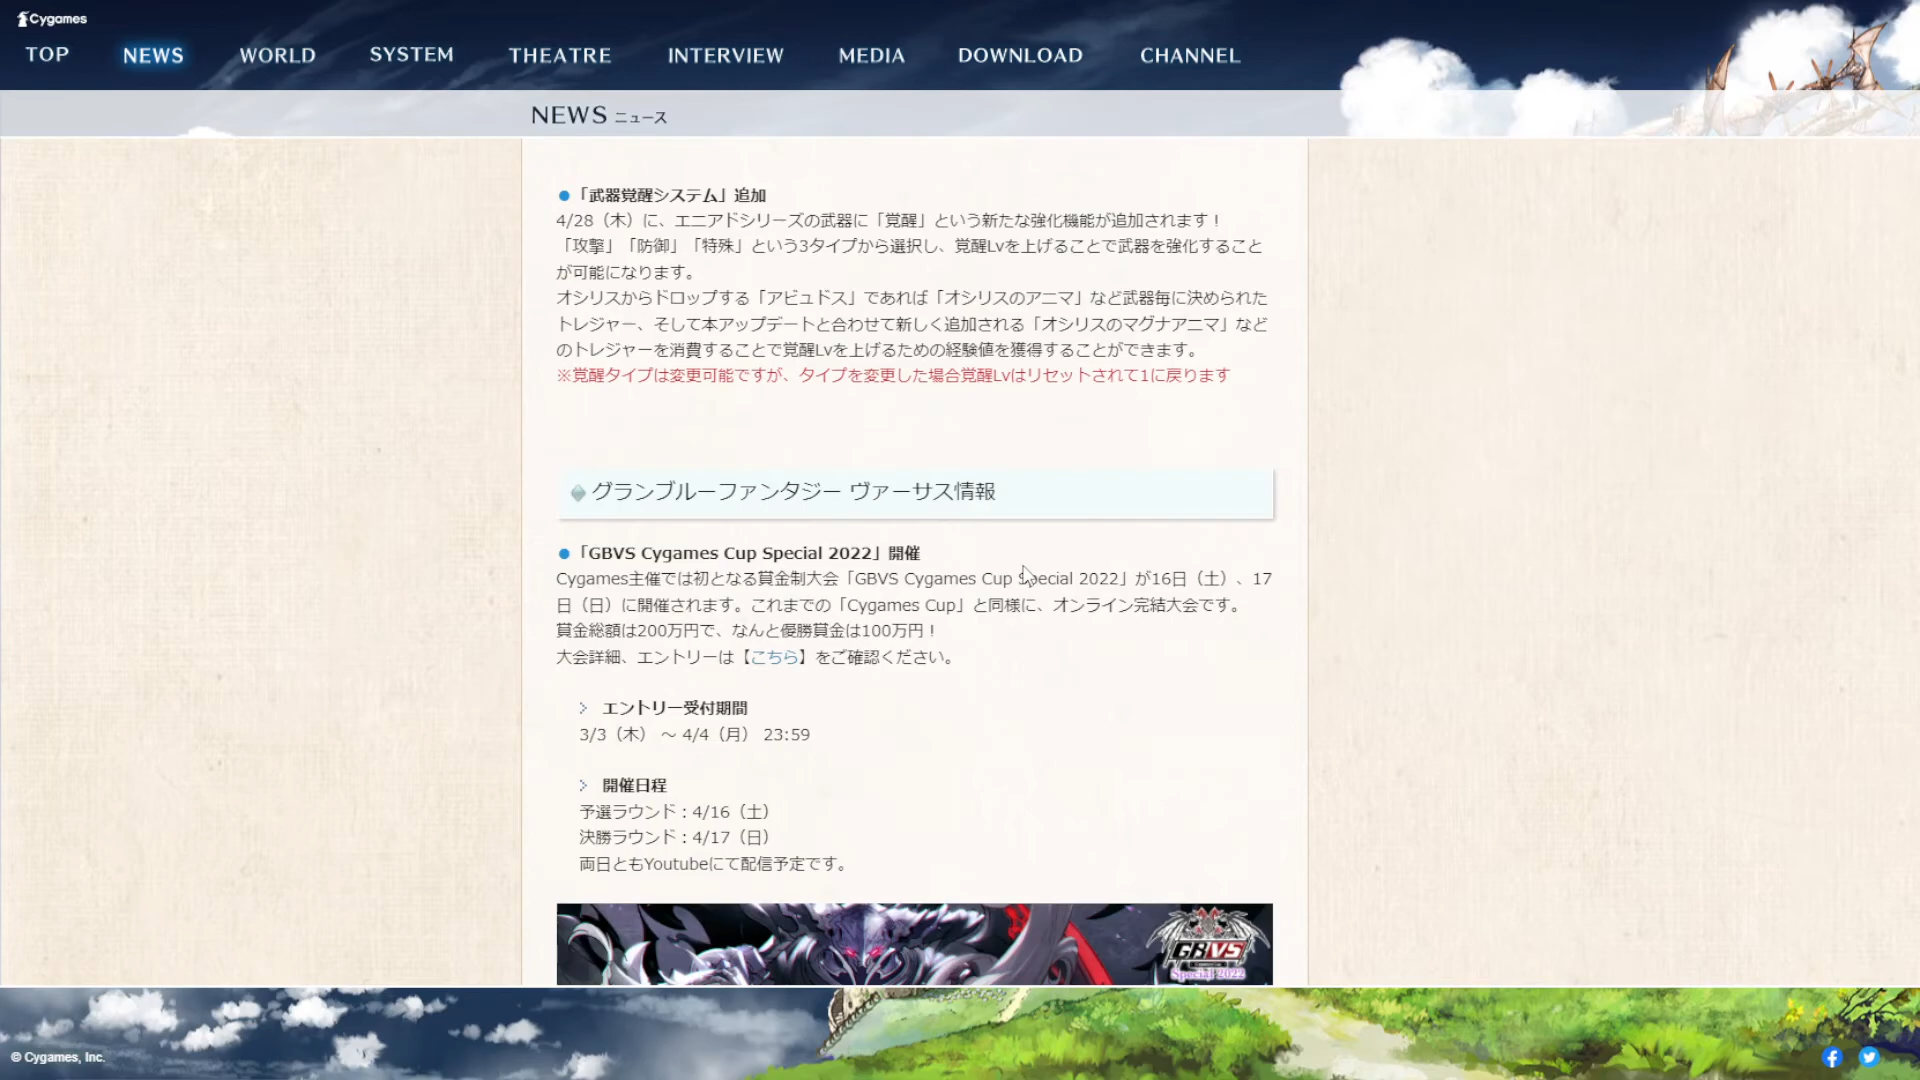 Cygames
TOP NEWS WORLD SYSTEM THEATRE INTERVIEW MEDIA DOWNLOAD CHANNEL
NEWS ニュース
「武器覚醒システム」追加
4/28（木）に、エニアドシリーズの武器に「覚醒」という新たな強化機能が追加されます！
「攻撃」「防御」「特殊」という3タイプから選択し、覚醒Lvを上げることで武器を強化すること
が可能になります。
オシリスからドロップする「アビュドス」であれば「オシリスのアニマ」など武器毎に決められた
トレジャー、そして本アップデートと合わせて新しく追加される「オシリスのマグナアニマ」など
のトレジャーを消費することで覚醒Lvを上げるための経験値を獲得することができます。
※覚醒タイプは変更可能ですが、タイプを変更した場合覚醒Lvはリセットされて1に戻ります
グランブルーファンタジー ヴァーサス情報
「GBVS Cygames Cup Special 2022」開催
Cygames主催では初となる賞金制大会「GBVS Cygames Cup Special 2022」が16日（土）、17
日（日）に開催されます。これまでの「Cygames Cup」と同様に、オンライン完結大会です。
賞金総額は200万円で、なんと優勝賞金は100万円！
大会詳細、エントリーは【こちら】をご確認ください。
エントリー受付期間
3/3（木） ～ 4/4（月） 23:59
開催日程
予選ラウンド：4/16（土）
決勝ラウンド：4/17（日）
両日ともYoutubeにて配信予定です。
GBVS
Special 2022
© Cygames, Inc.